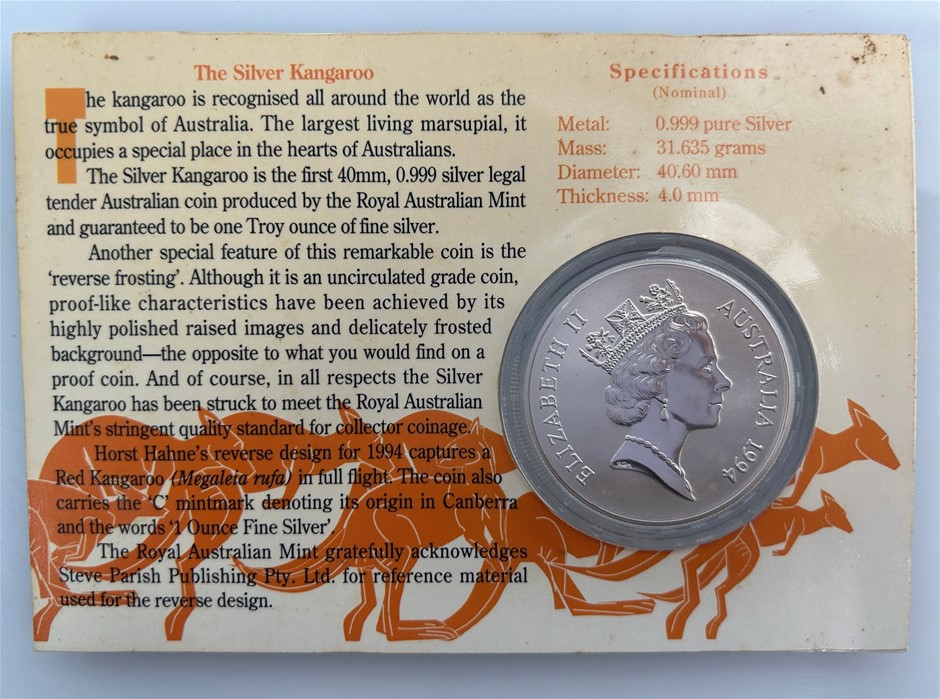 The Silver Kangaroo
The kangaroo is recognised all around the world as the
true symbol of Australia. The largest living marsupial, it
occupies a special place in the hearts of Australians.
The Silver Kangaroo is the first 40mm, 0.999 silver legal
tender Australian coin produced by the Royal Australian Mint
and guaranteed to be one Troy ounce of fine silver.
Another special feature of this remarkable coin is the
‘reverse frosting’. Although it is an uncirculated grade coin,
proof-like characteristics have been achieved by its
highly polished raised images and delicately frosted
background—the opposite to what you would find on a
proof coin. And of course, in all respects the Silver
Kangaroo has been struck to meet the Royal Australian
Mint's stringent quality standard for collector coinage.
Horst Hahne's reverse design for 1994 captures a
Red Kangaroo (Megaleia rufa) in full flight. The coin also
carries the ‘C’ mintmark denoting its origin in Canberra
and the words ‘1 Ounce Fine Silver’.
The Royal Australian Mint gratefully acknowledges
Steve Parish Publishing Pty. Ltd. for reference material
used for the reverse design.
Specifications
(Nominal)
Metal: 0.999 pure Silver
Mass: 31.635 grams
Diameter: 40.60 mm
Thickness: 4.0 mm
ELIZABETH II
AUSTRALIA 1994